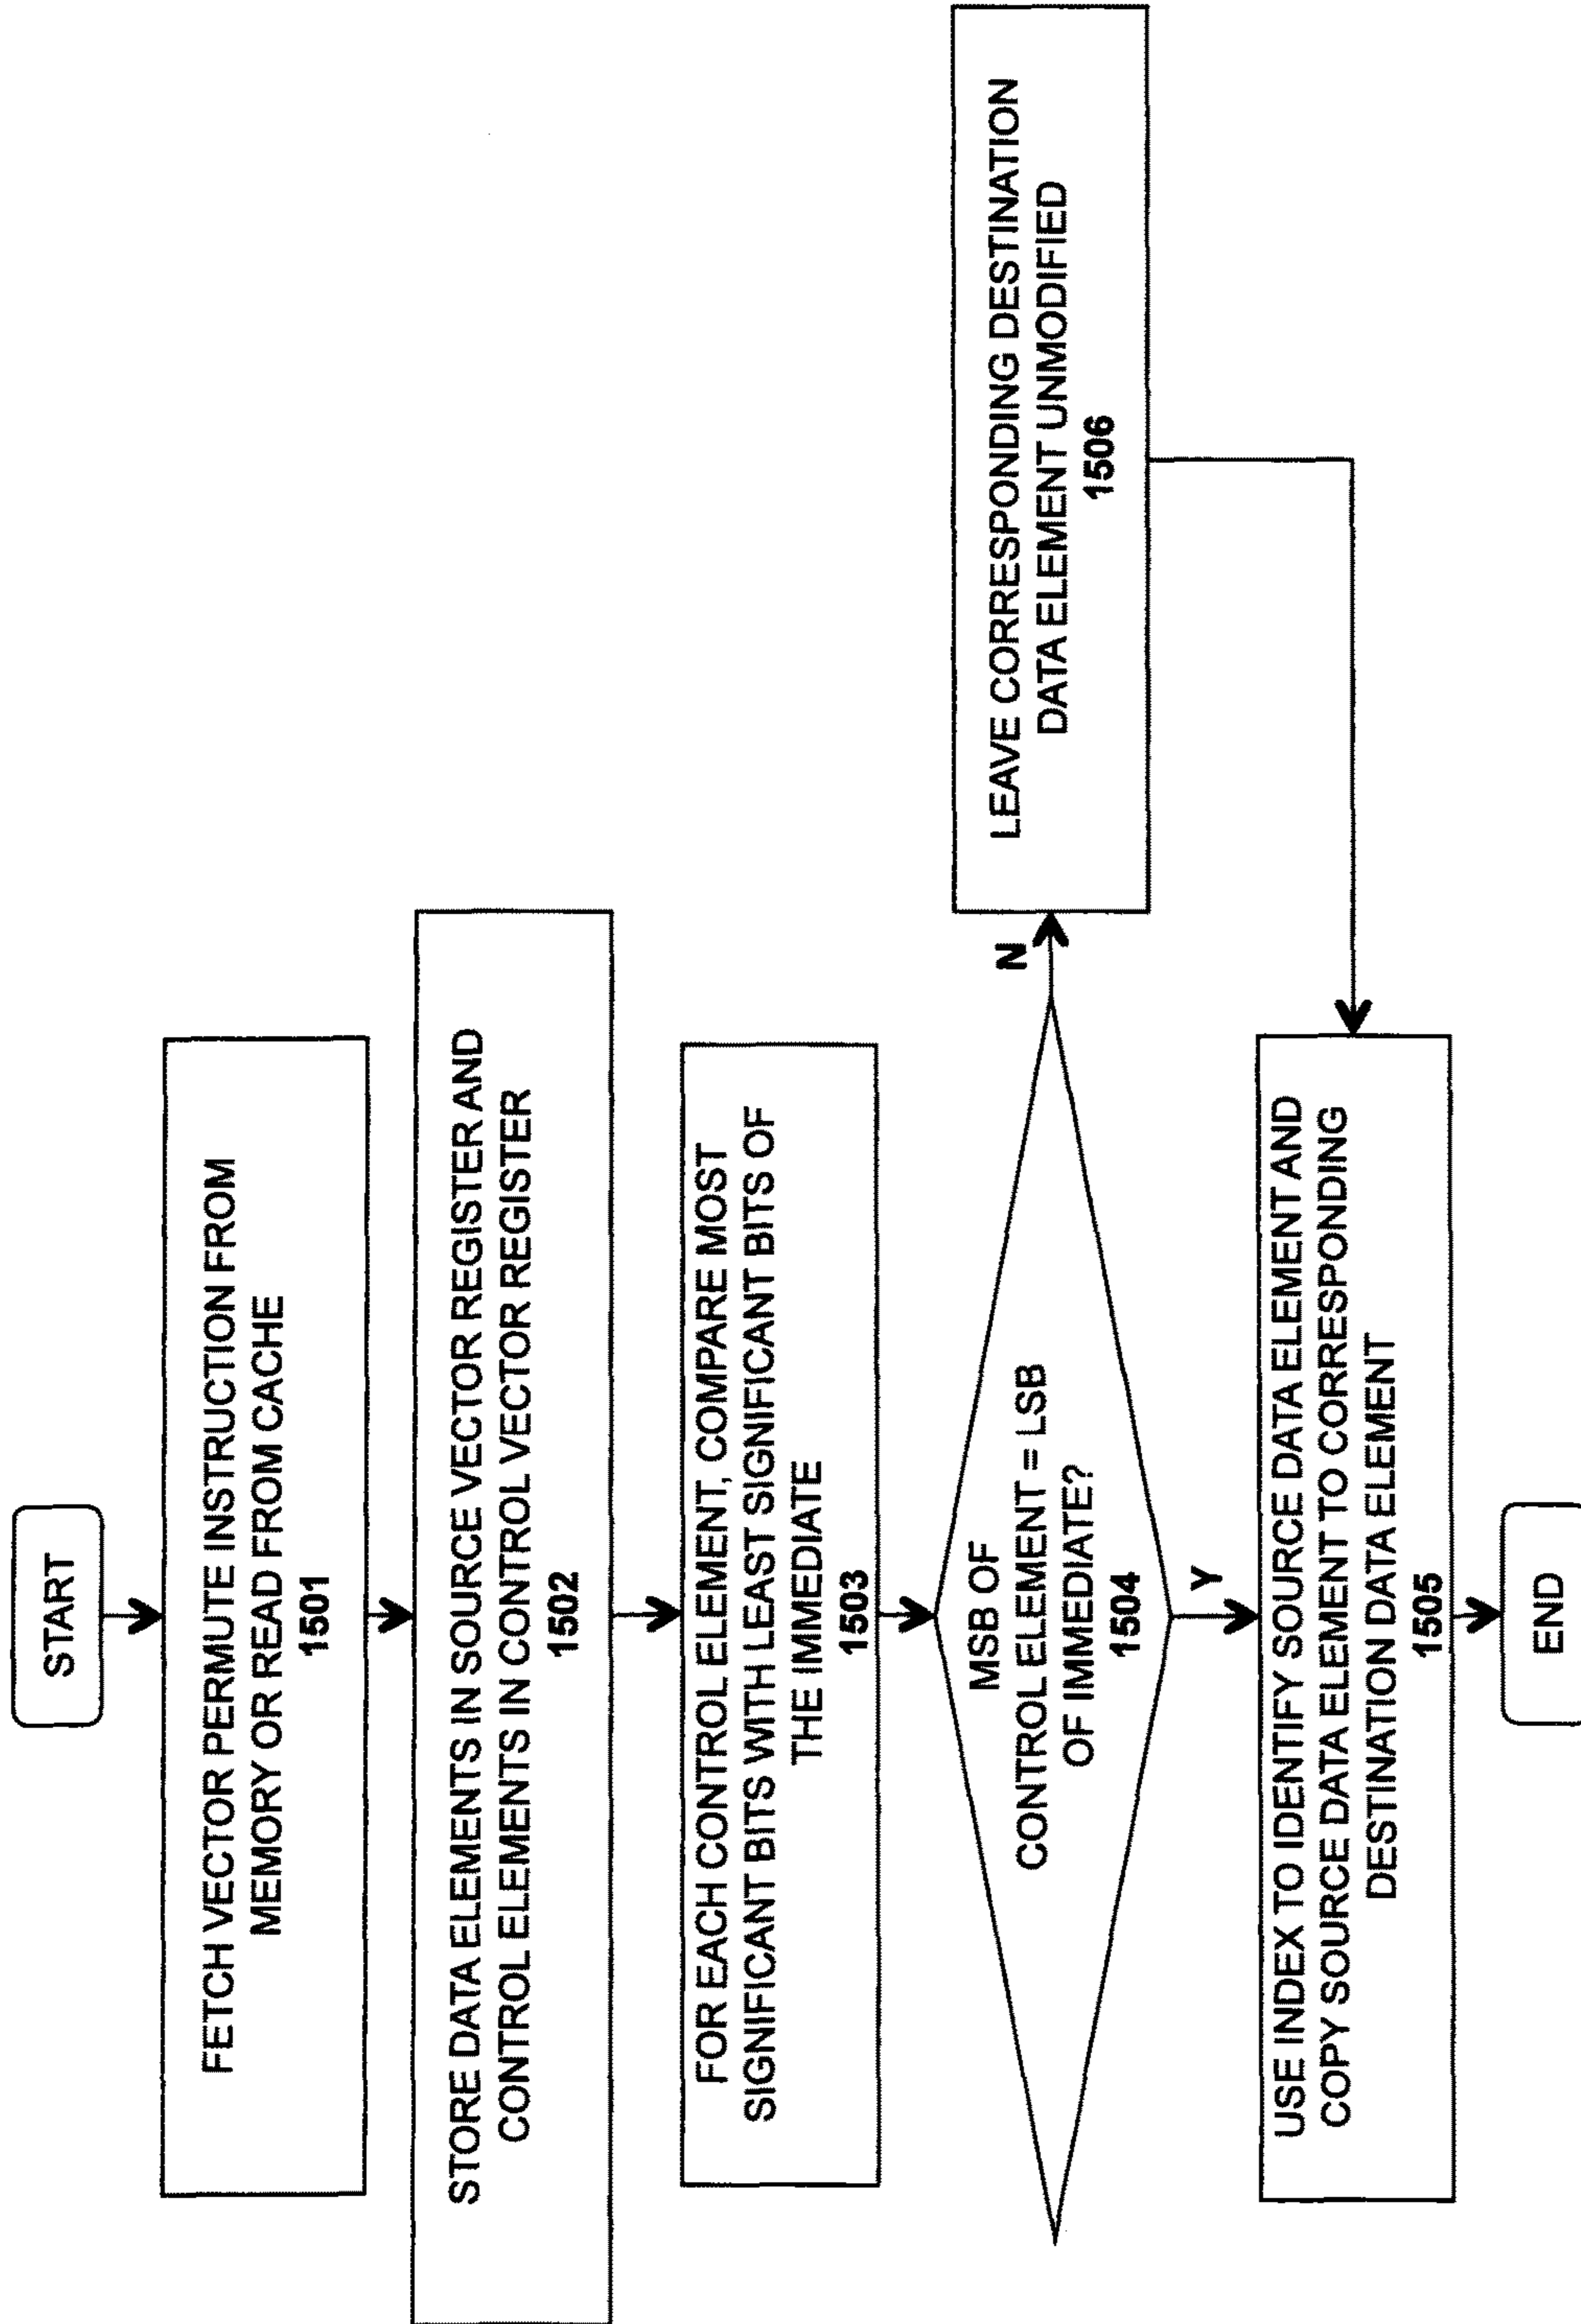 START
FETCH VECTOR PERMUTE INSTRUCTION FROM
MEMORY OR READ FROM CACHE
1501
STORE DATA ELEMENTS IN SOURCE VECTOR REGISTER AND
CONTROL ELEMENTS IN CONTROL VECTOR REGISTER
1502
FOR EACH CONTROL ELEMENT, COMPARE MOST
SIGNIFICANT BITS WITH LEAST SIGNIFICANT BITS OF
THE IMMEDIATE
1503
MSB OF
CONTROL ELEMENT = LSB
OF IMMEDIATE?
1504
N
LEAVE CORRESPONDING DESTINATION
DATA ELEMENT UNMODIFIED
1506
Y
USE INDEX TO IDENTIFY SOURCE DATA ELEMENT AND
COPY SOURCE DATA ELEMENT TO CORRESPONDING
DESTINATION DATA ELEMENT
1505
END